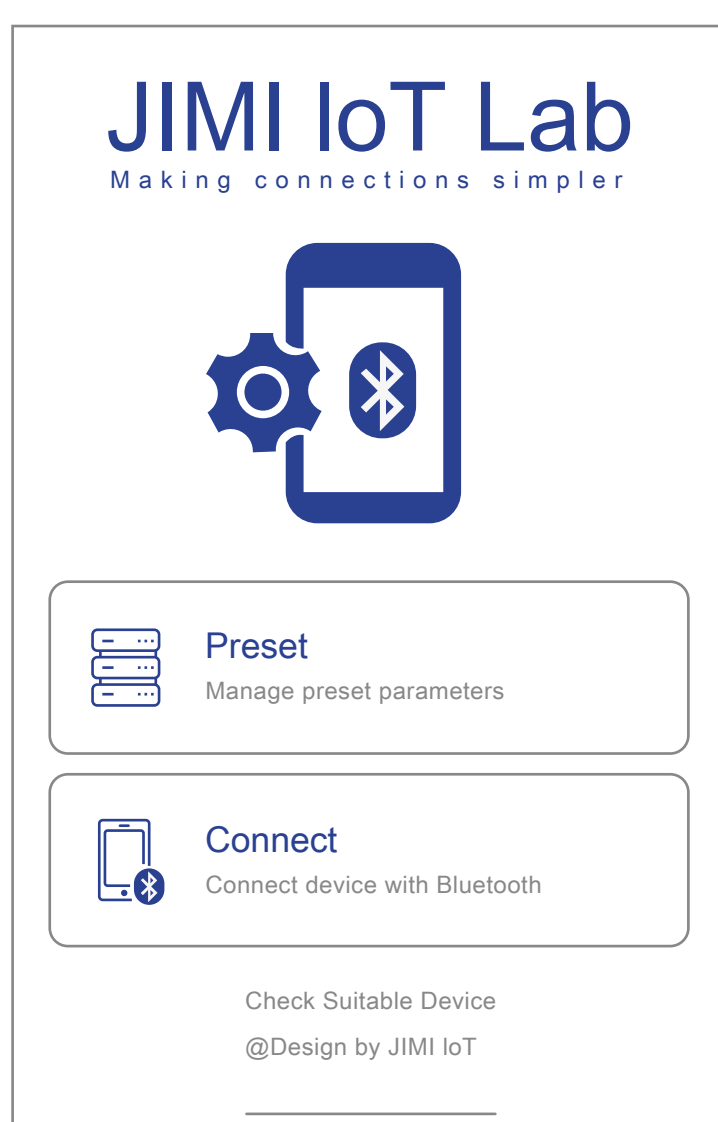 JIMI IoT Lab
Making connections simpler
Preset
Manage preset parameters
Connect
Connect device with Bluetooth
Check Suitable Device
@Design by JIMI IoT